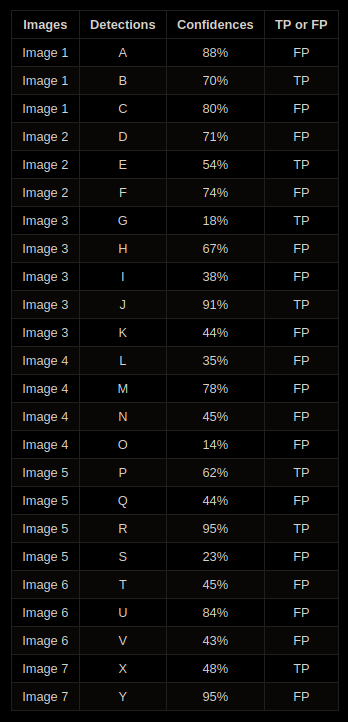 Images Detections Confidences TP or FP
Image 1 A 88% FP
Image 1 B 70% TP
Image 1 C 80% FP
Image 2 D 71% FP
Image 2 E 54% TP
Image 2 F 74% FP
Image 3 G 18% TP
Image 3 H 67% FP
Image 3 I 38% FP
Image 3 J 91% TP
Image 3 K 44% FP
Image 4 L 35% FP
Image 4 M 78% FP
Image 4 N 45% FP
Image 4 O 14% FP
Image 5 P 62% TP
Image 5 Q 44% FP
Image 5 R 95% TP
Image 5 S 23% FP
Image 6 T 45% FP
Image 6 U 84% FP
Image 6 V 43% FP
Image 7 X 48% TP
Image 7 Y 95% FP